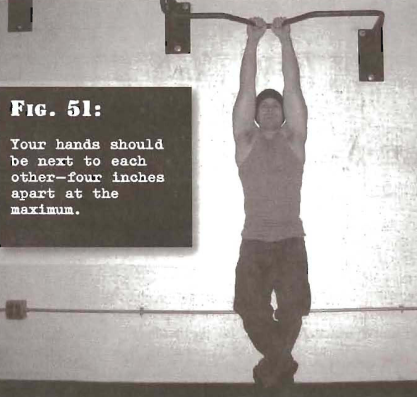 FIG. 51:
Your hands should
be next to each
other—four inches
apart at the
maximum.